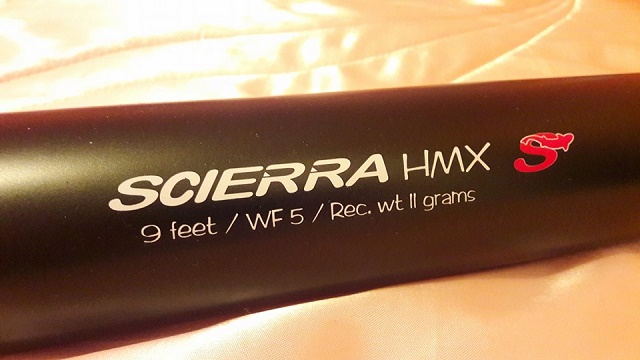 SCIERRA HMX S
9 feet / WF 5 / Rec. wt 11 grams